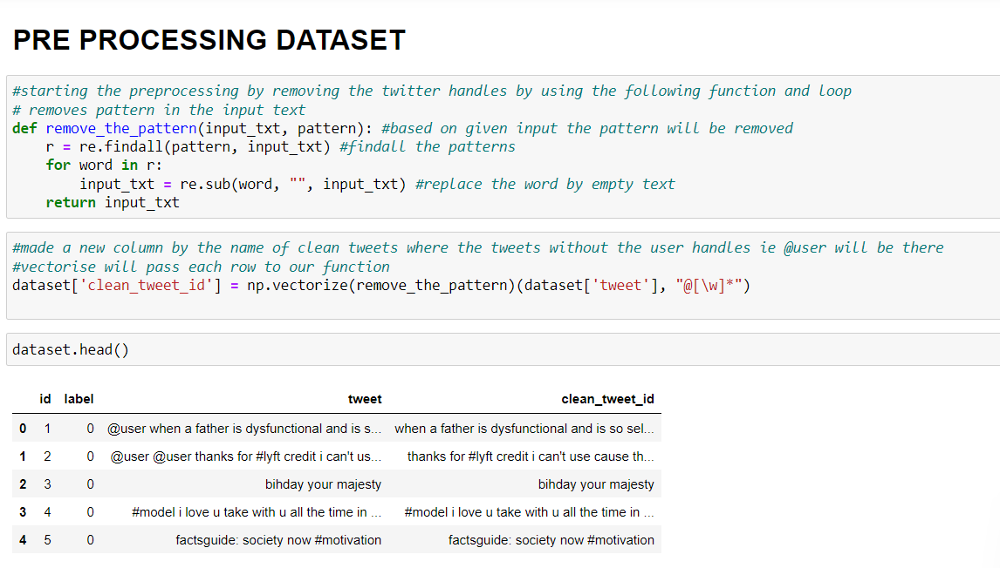 PRE PROCESSING DATASET
#starting the preprocessing by removing the twitter handles by using the following function and loop
# removes pattern in the input text
def remove_the_pattern(input_txt, pattern): #based on given input the pattern will be removed
    r = re.findall(pattern, input_txt) #findall the patterns
    for word in r:
        input_txt = re.sub(word, "", input_txt) #replace the word by empty text
    return input_txt
#made a new column by the name of clean tweets where the tweets without the user handles ie @user will be there
#vectorise will pass each row to our function
dataset['clean_tweet_id'] = np.vectorize(remove_the_pattern)(dataset['tweet'], "@[\w]*")
dataset.head()
id label tweet clean_tweet_id
0 1 0 @user when a father is dysfunctional and is s... when a father is dysfunctional and is so sel...
1 2 0 @user @user thanks for #lyft credit i can't us... thanks for #lyft credit i can't use cause th...
2 3 0 bihday your majesty bihday your majesty
3 4 0 #model i love u take with u all the time in ... #model i love u take with u all the time in ...
4 5 0 factsguide: society now #motivation factsguide: society now #motivation